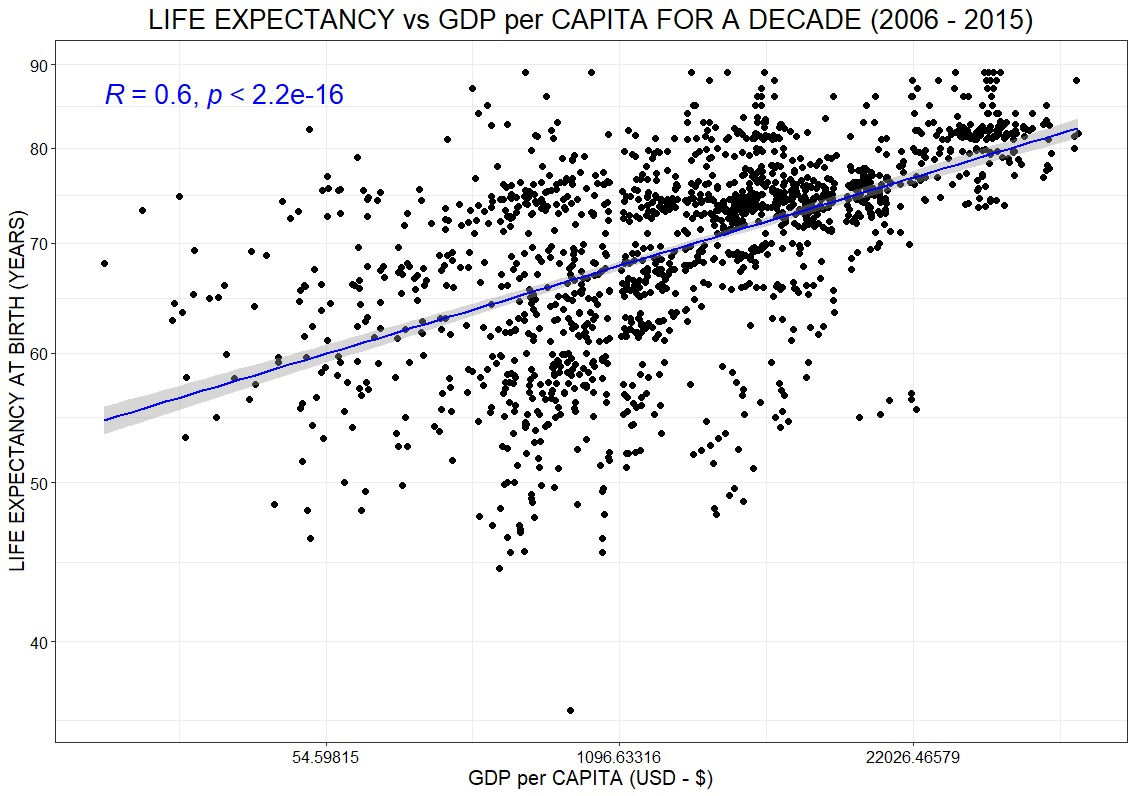 LIFE EXPECTANCY vs GDP per CAPITA FOR A DECADE (2006 - 2015)
R = 0.6, p < 2.2e-16
LIFE EXPECTANCY AT BIRTH (YEARS)
90
80
70
60
50
40
54.59815
1096.63316
22026.46579
GDP per CAPITA (USD - $)